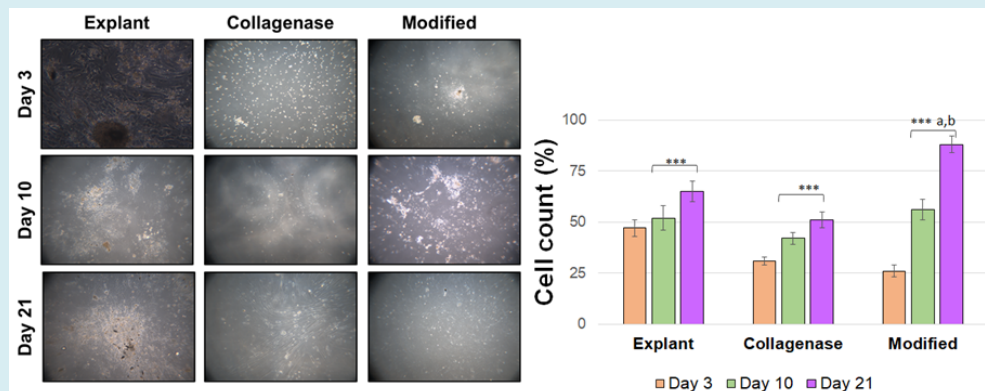 Explant Collagenase Modified
Day 3
Day 10
Day 21
Cell count (%)
100
75
50
25
0
***
***
*** a,b
Explant Collagenase Modified
Day 3 Day 10 Day 21